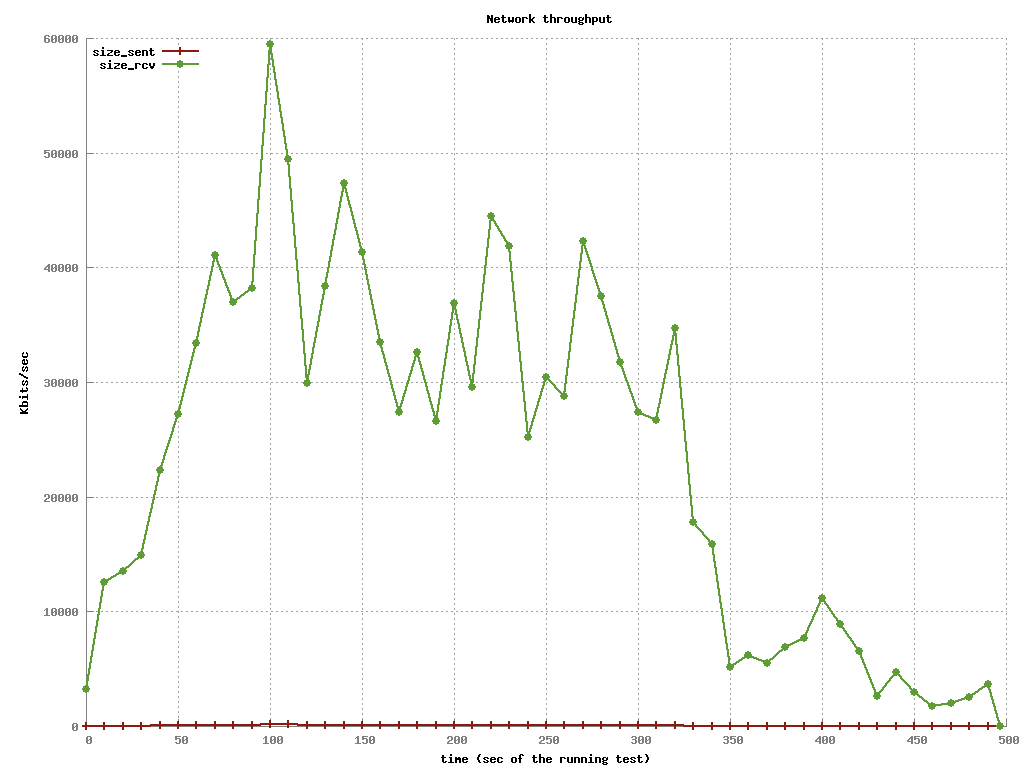 Network throughput
size_sent
size_rcv
60000
50000
40000
30000
20000
10000
0
Kbits/sec
0 50 100 150 200 250 300 350 400 450 500
time (sec of the running test)